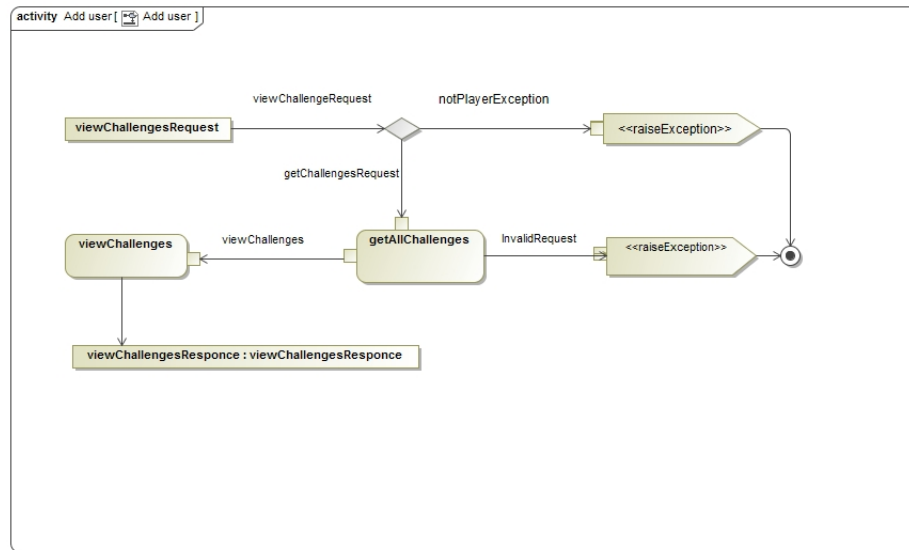 activity Add user [ Add user ]
viewChallengeRequest
notPlayerException
viewChallengesRequest
<<raiseException>>
getChallengesRequest
viewChallenges
viewChallenges
getAllChallenges
InvalidRequest
<<raiseException>>
viewChallengesResponce : viewChallengesResponce